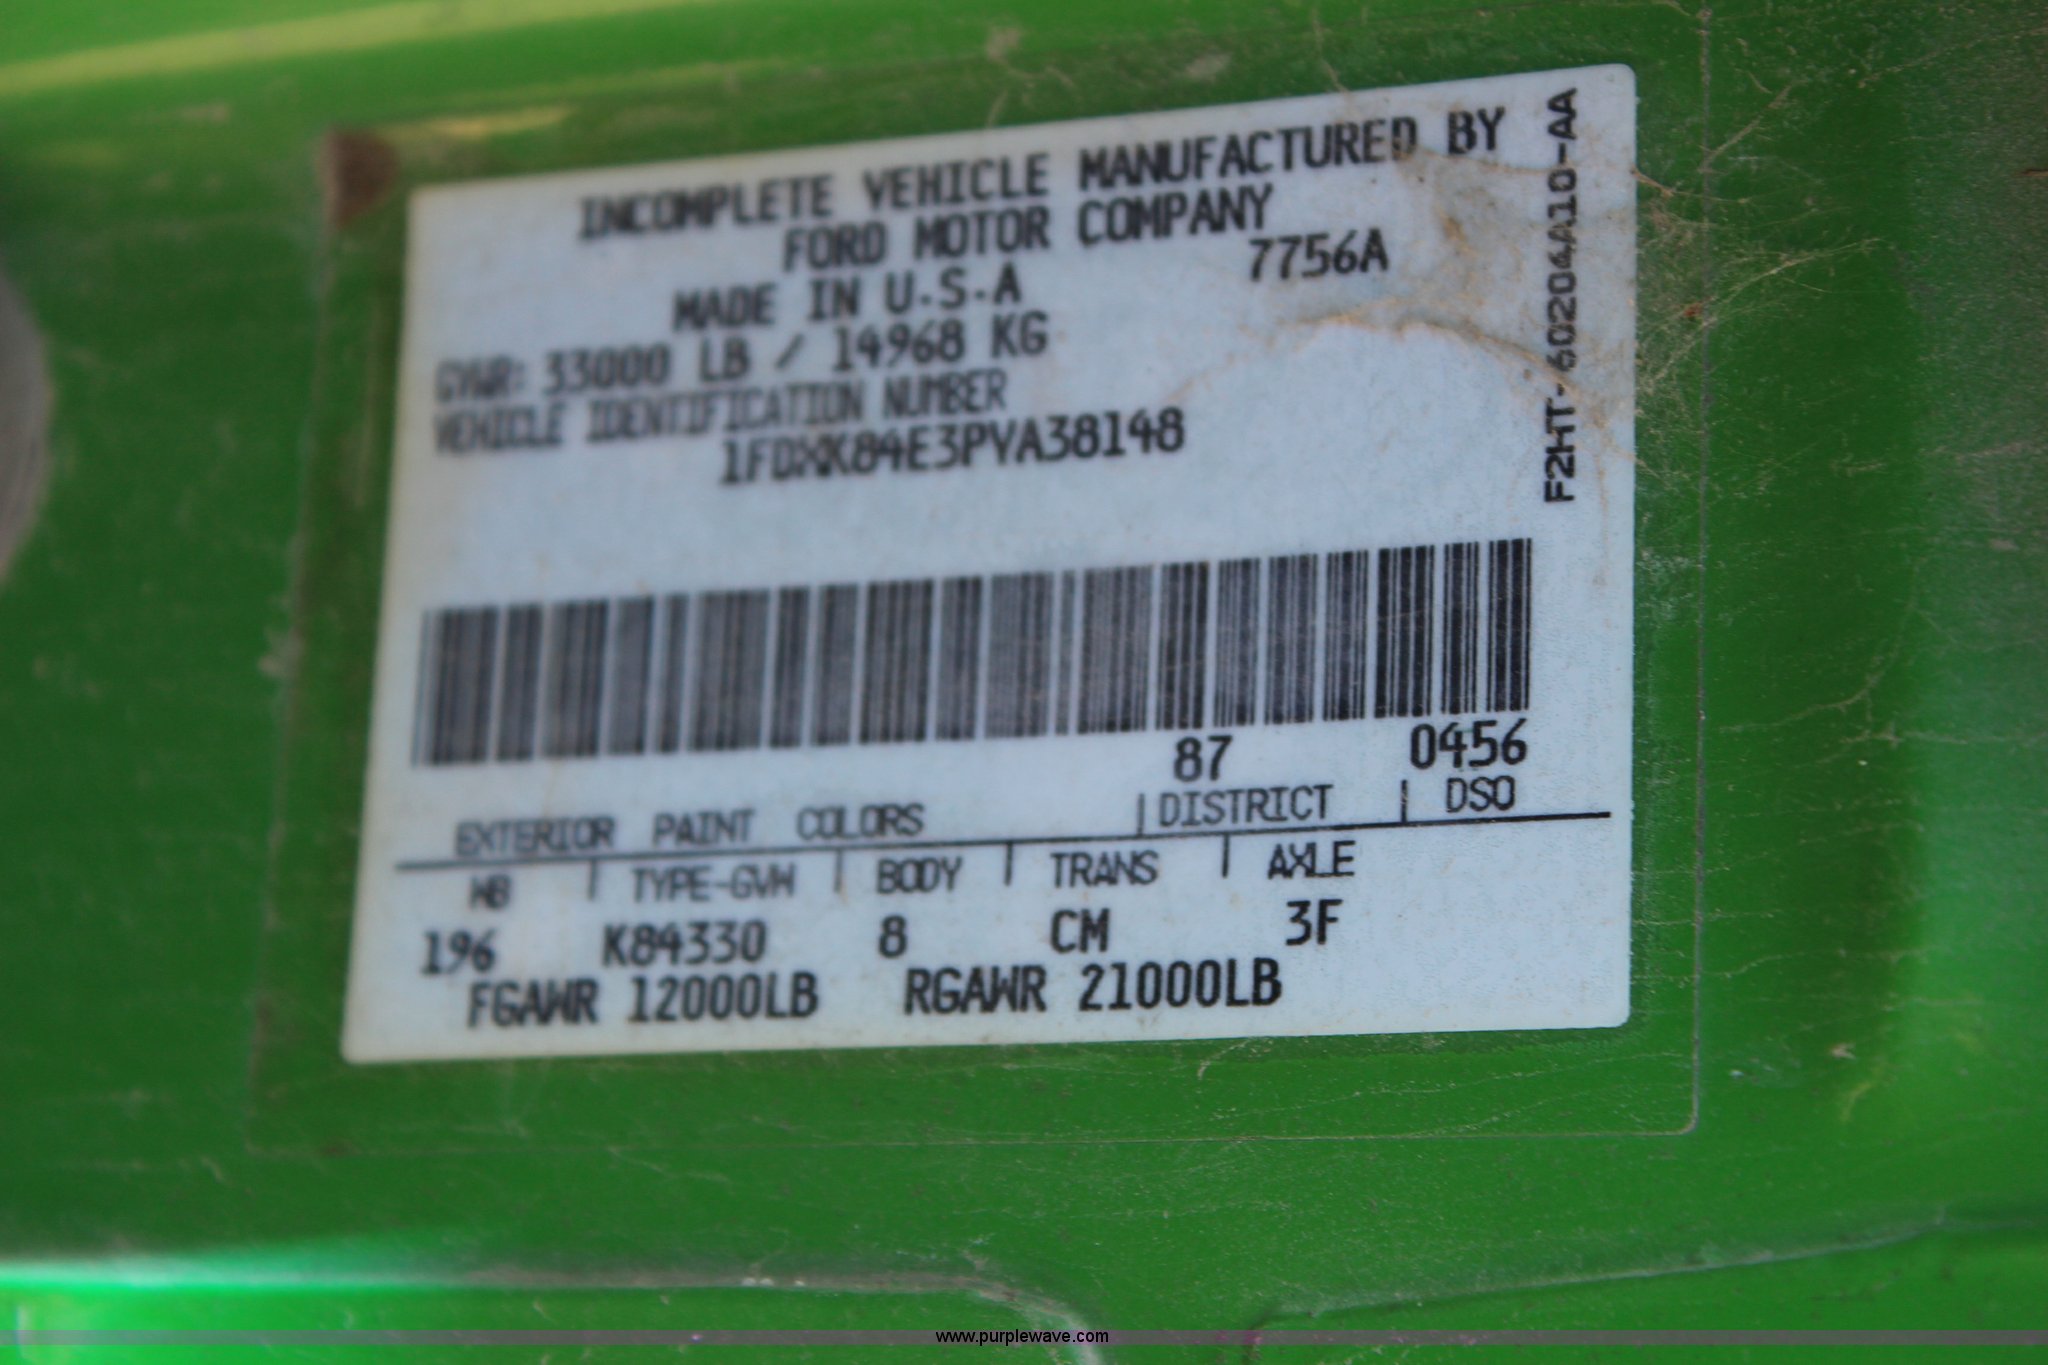 INCOMPLETE VEHICLE MANUFACTURED BY
FORD MOTOR COMPANY
7756A
MADE IN U.S.A
GVWR: 33000 LB / 14968 KG
VEHICLE IDENTIFICATION NUMBER
1FDXK84E3PVA38148
F2HT-60204A10-AA
87 0456
EXTERIOR PAINT COLORS | DISTRICT | DSO
WB | TYPE-GVW | BODY | TRANS | AXLE
196 K84330 8 CM 3F
FGAWR 12000LB RGAWR 21000LB
www.purplewave.com